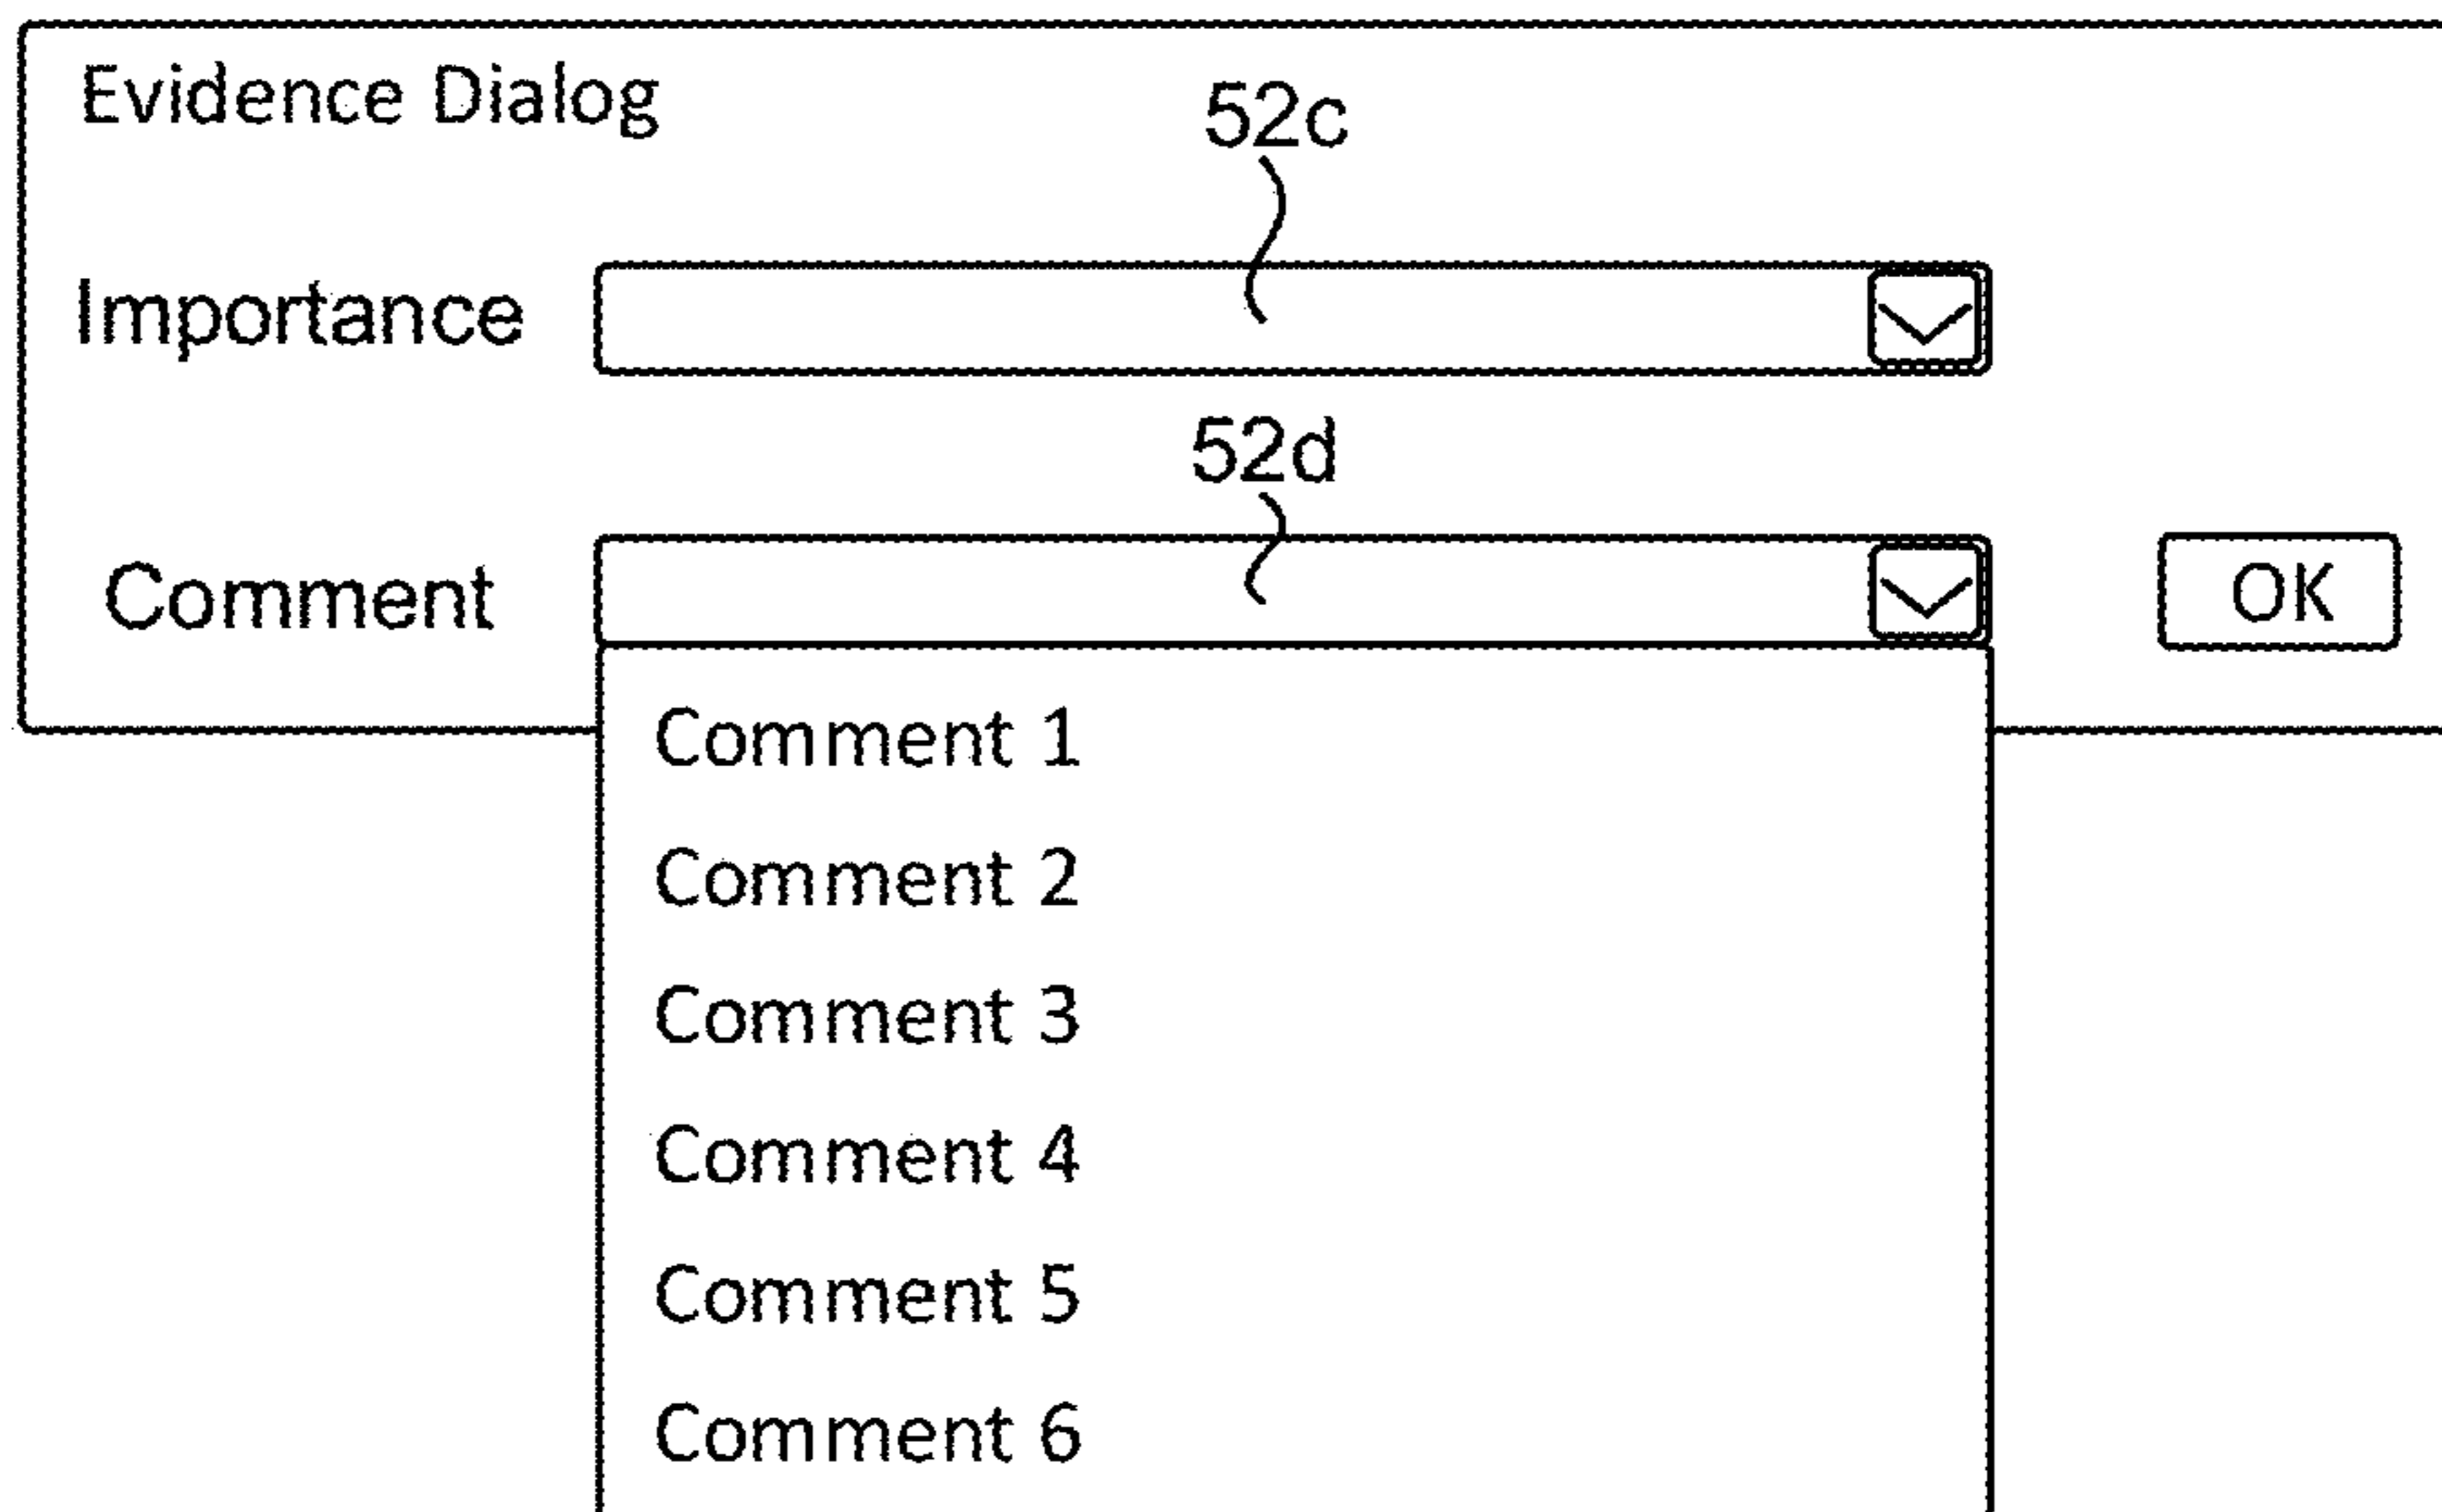 Evidence Dialog
52c
Importance
52d
Comment
OK
Comment 1
Comment 2
Comment 3
Comment 4
Comment 5
Comment 6